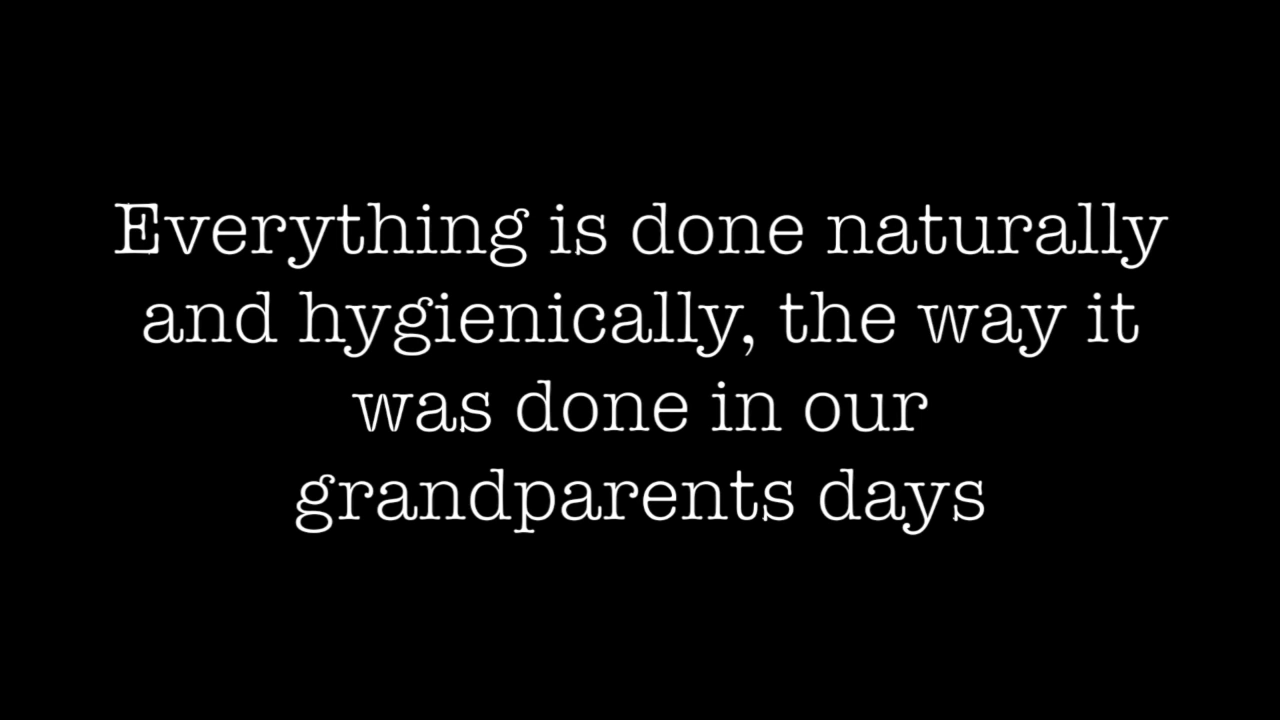 Everything is done naturally
and hygienically, the way it
was done in our
grandparents days